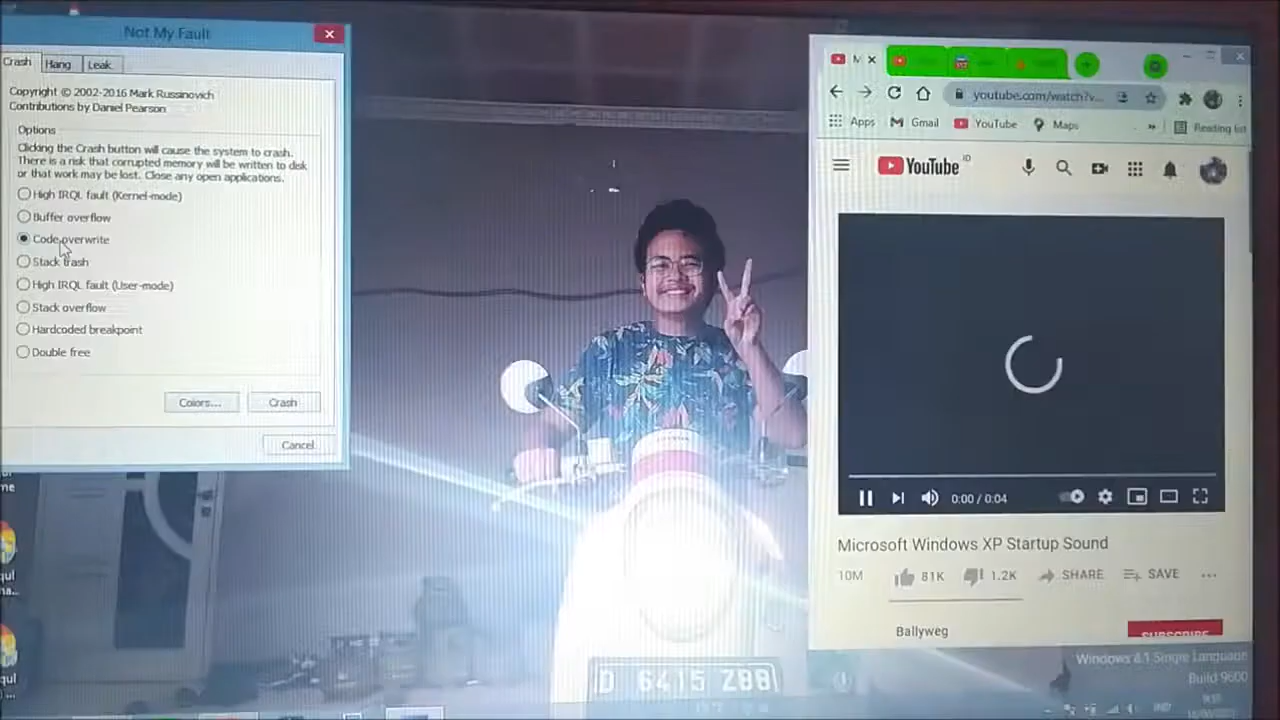 Not My Fault
Crash Hang Leak
Copyright © 2002-2016 Mark Russinovich
Contributions by Daniel Pearson
Options
Clicking the Crash button will cause the system to crash.
There is a risk that corrupted memory will be written to disk
or that work may be lost. Close any open applications.
High IRQL fault (Kernel-mode)
Buffer overflow
Code overwrite
Stack trash
High IRQL fault (User-mode)
Stack overflow
Hardcoded breakpoint
Double free
Colors... Crash
Cancel
youtube.com/watch?v...
Apps Gmail YouTube Maps » Reading list
YouTube ID
0:00 / 0:04
Microsoft Windows XP Startup Sound
10M 81K 1.2K SHARE SAVE
Ballyweg
SUBSCRIBE
D 6415 ZBB
Windows 8.1 Single Language
Build 9600